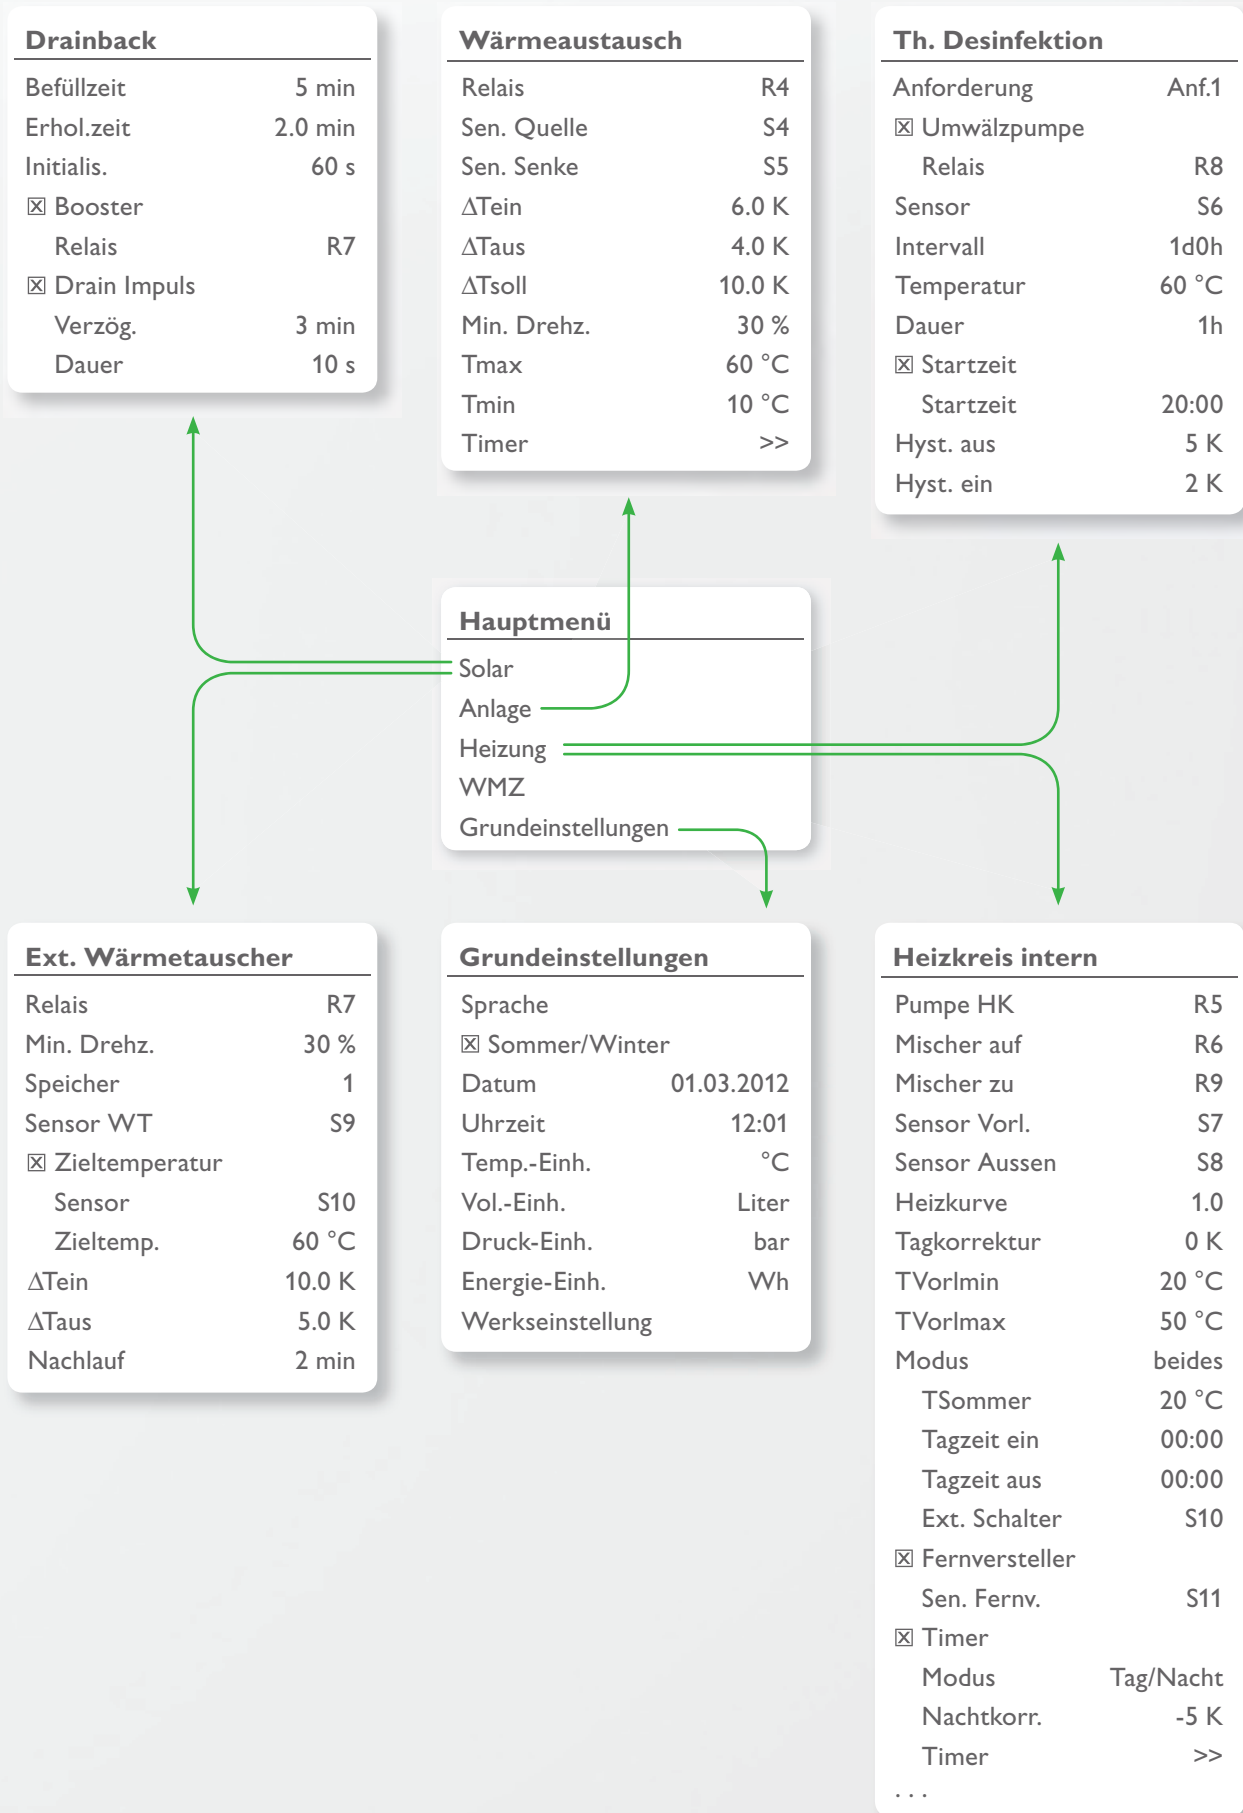 Drainback
Befüllzeit 5 min
Erhol.zeit 2.0 min
Initialis. 60 s
☒ Booster
Relais R7
☒ Drain Impuls
Verzög. 3 min
Dauer 10 s
Wärmeaustausch
Relais R4
Sen. Quelle S4
Sen. Senke S5
ΔTein 6.0 K
ΔTaus 4.0 K
ΔTsoll 10.0 K
Min. Drehz. 30 %
Tmax 60 °C
Tmin 10 °C
Timer >>
Th. Desinfektion
Anforderung Anf.1
☒ Umwälzpumpe
Relais R8
Sensor S6
Intervall 1d0h
Temperatur 60 °C
Dauer 1h
☒ Startzeit
Startzeit 20:00
Hyst. aus 5 K
Hyst. ein 2 K
Hauptmenü
Solar
Anlage
Heizung
WMZ
Grundeinstellungen
Ext. Wärmetauscher
Relais R7
Min. Drehz. 30 %
Speicher 1
Sensor WT S9
☒ Zieltemperatur
Sensor S10
Zieltemp. 60 °C
ΔTein 10.0 K
ΔTaus 5.0 K
Nachlauf 2 min
Grundeinstellungen
Sprache
☒ Sommer/Winter
Datum 01.03.2012
Uhrzeit 12:01
Temp.-Einh. °C
Vol.-Einh. Liter
Druck-Einh. bar
Energie-Einh. Wh
Werkseinstellung
Heizkreis intern
Pumpe HK R5
Mischer auf R6
Mischer zu R9
Sensor Vorl. S7
Sensor Aussen S8
Heizkurve 1.0
Tagkorrektur 0 K
TVorlmin 20 °C
TVorlmax 50 °C
Modus beides
TSommer 20 °C
Tagzeit ein 00:00
Tagzeit aus 00:00
Ext. Schalter S10
☒ Fernversteller
Sen. Fernv. S11
☒ Timer
Modus Tag/Nacht
Nachtkorr. -5 K
Timer >>
. . .